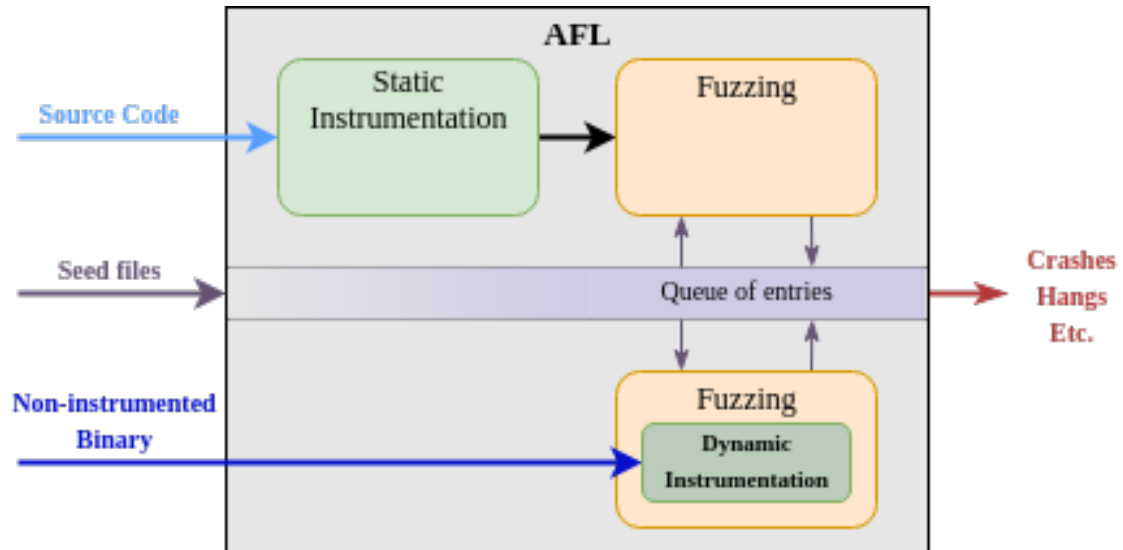 AFL
Static
Instrumentation
Fuzzing
Source Code
Seed files
Queue of entries
Crashes
Hangs
Etc.
Non-instrumented
Binary
Fuzzing
Dynamic
Instrumentation